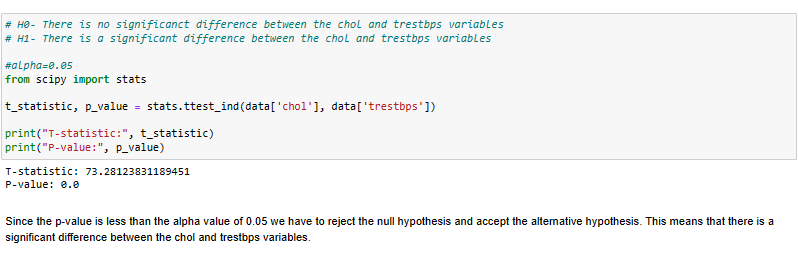 # H0- There is no significanct difference between the chol and trestbps variables
# H1- There is a significant difference between the chol and trestbps variables
#alpha=0.05
from scipy import stats
t_statistic, p_value = stats.ttest_ind(data['chol'], data['trestbps'])
print("T-statistic:", t_statistic)
print("P-value:", p_value)
T-statistic: 73.28123831189451
P-value: 0.0
Since the p-value is less than the alpha value of 0.05 we have to reject the null hypothesis and accept the alternative hypothesis. This means that there is a
significant difference between the chol and trestbps variables.